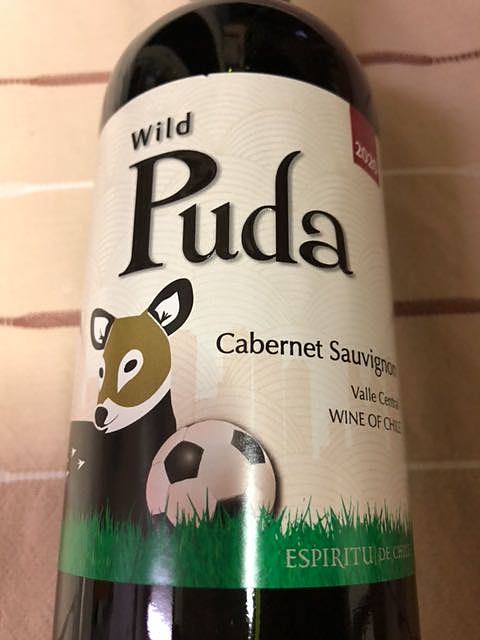 Wild
2020
Puda
Cabernet Sauvignon
Valle Central
WINE OF CHILE
ESPIRITU DE CHILE